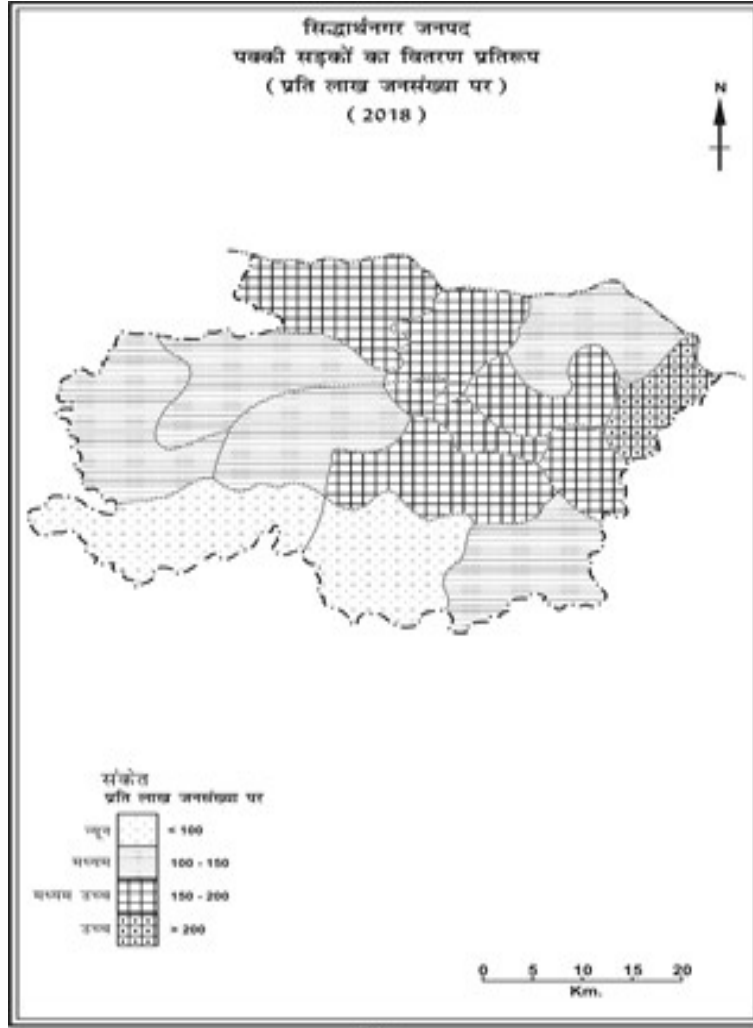 सिद्धार्थनगर जनपद
पक्की सड़कों का वितरण प्रतिरूप
( प्रति लाख जनसंख्या पर )
( 2018 )
N
संकेत
प्रति लाख जनसंख्या पर
न्यून < 100
मध्यम 100 - 150
मध्यम उच्च 150 - 200
उच्च > 200
0 5 10 15 20
Km.